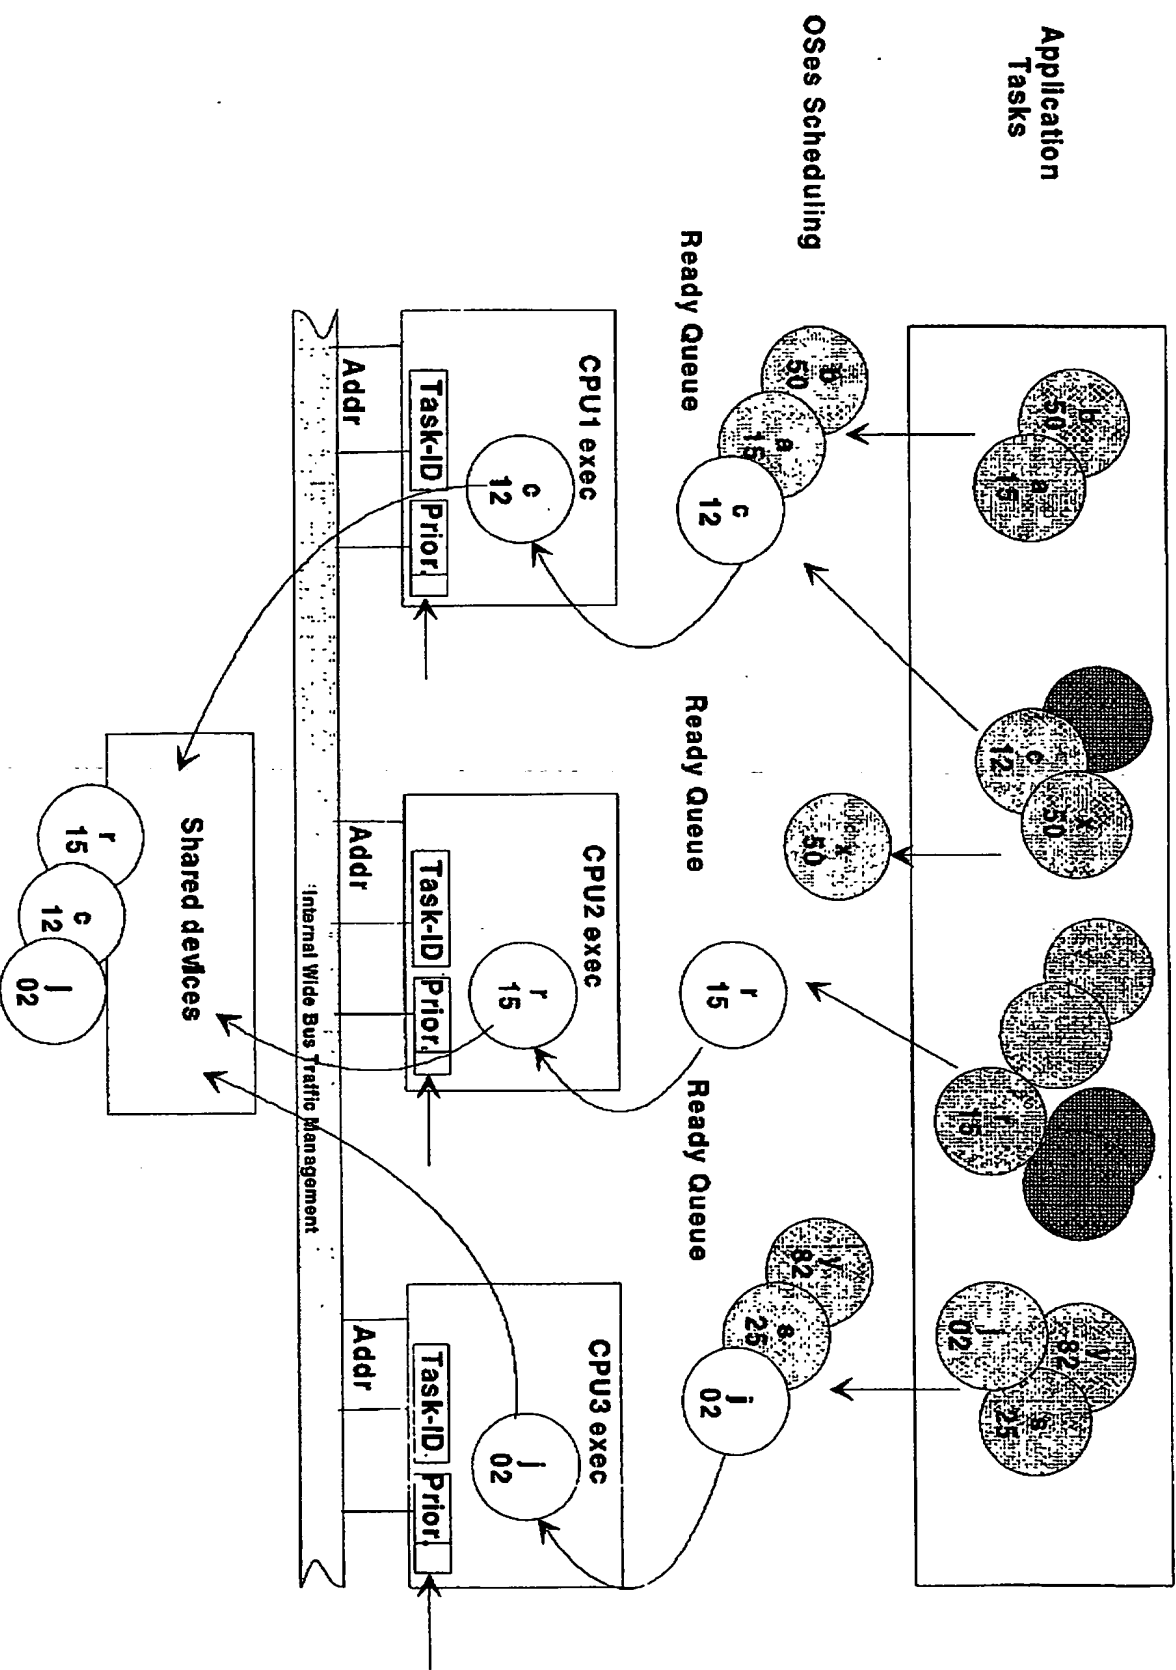 Application
Tasks
b
50
a
15
c
12
x
50
r
15
j
02
y
82
s
25
OSes Scheduling
b
50
a
15
c
12
x
50
r
15
y
82
s
25
j
02
Ready Queue
Ready Queue
Ready Queue
CPU1 exec
c
12
Task-ID
Prior.
Addr
CPU2 exec
r
15
Task-ID
Prior.
Addr
CPU3 exec
j
02
Task-ID
Prior.
Addr
Internal Wide Bus Traffic Management
Shared devices
r
15
c
12
j
02